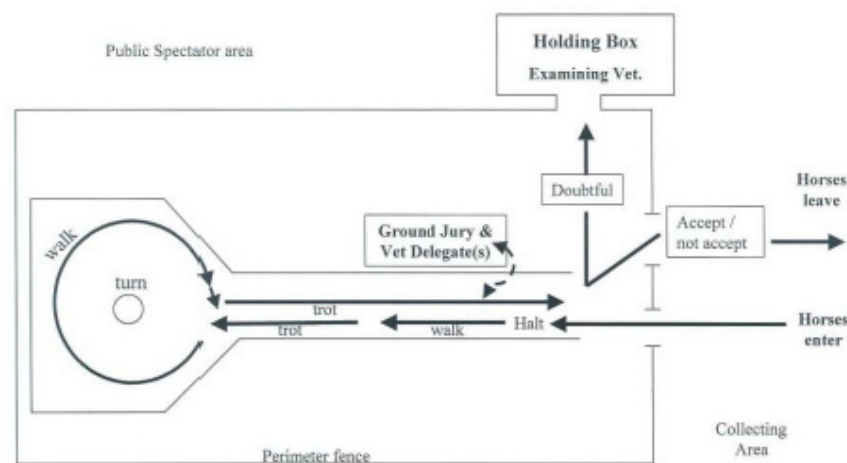 Public Spectator area
Holding Box
Examining Vet.
Doubtful
Horses
leave
Accept /
not accept
Ground Jury &
Vet Delegate(s)
walk
turn
trot
trot
walk
Halt
Horses
enter
Perimeter fence
Collecting
Area